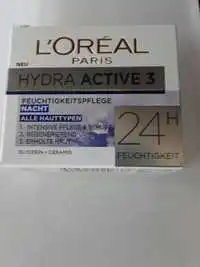 L'ORÉAL
PARIS
NEU
HYDRA ACTIVE 3
FEUCHTIGKEITSPFLEGE
NACHT
ALLE HAUTTYPEN
1. INTENSIVE PFLEGE
2. REGENERIEREND
3. ERHOLTE HAUT
GLYCERIN + CERAMID
24H
FEUCHTIGKEIT